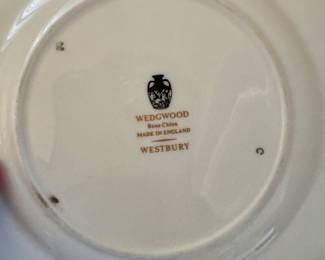 WEDGWOOD
Bone China
MADE IN ENGLAND
WESTBURY
C